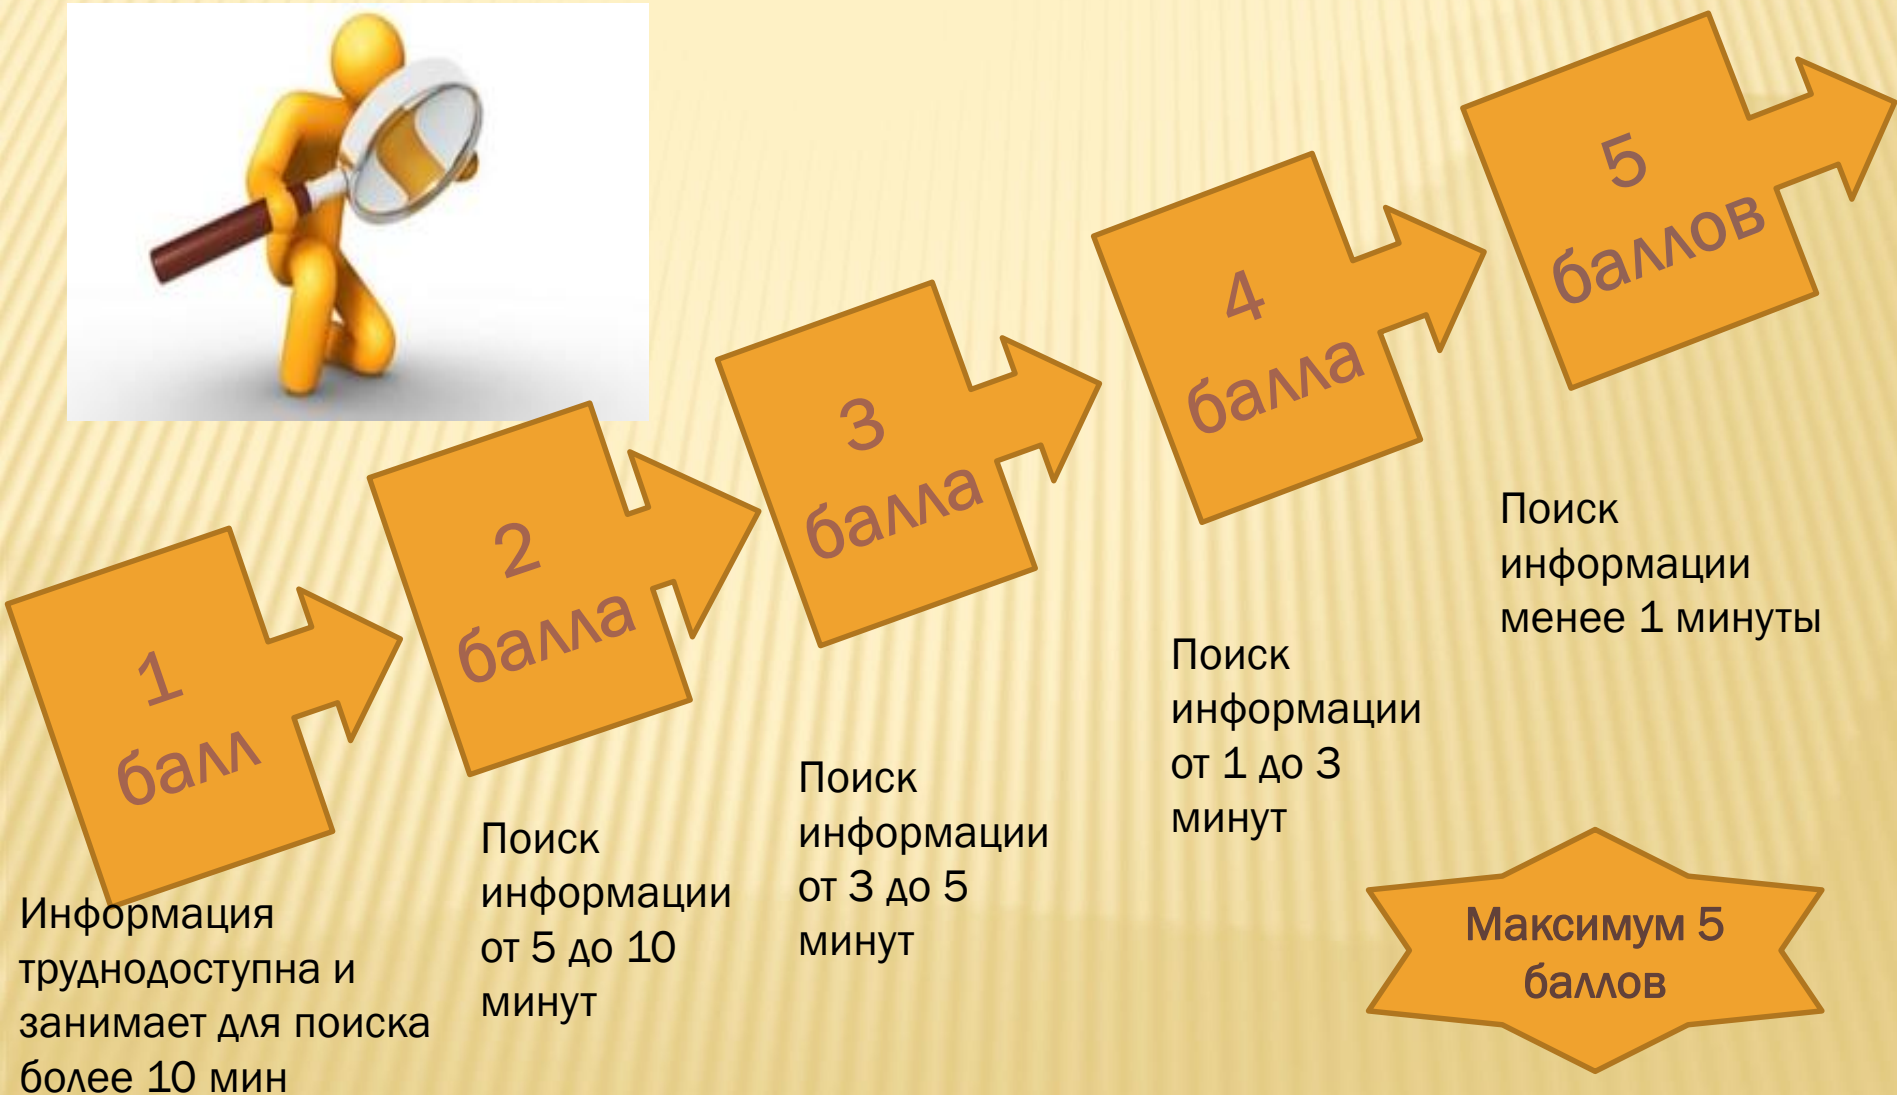 1
балл
Информация
труднодоступна и
занимает для поиска
более 10 мин
2
балла
Поиск
информации
от 5 до 10
минут
3
балла
Поиск
информации
от 3 до 5
минут
4
балла
Поиск
информации
от 1 до 3
минут
5
баллов
Поиск
информации
менее 1 минуты
Максимум 5
баллов